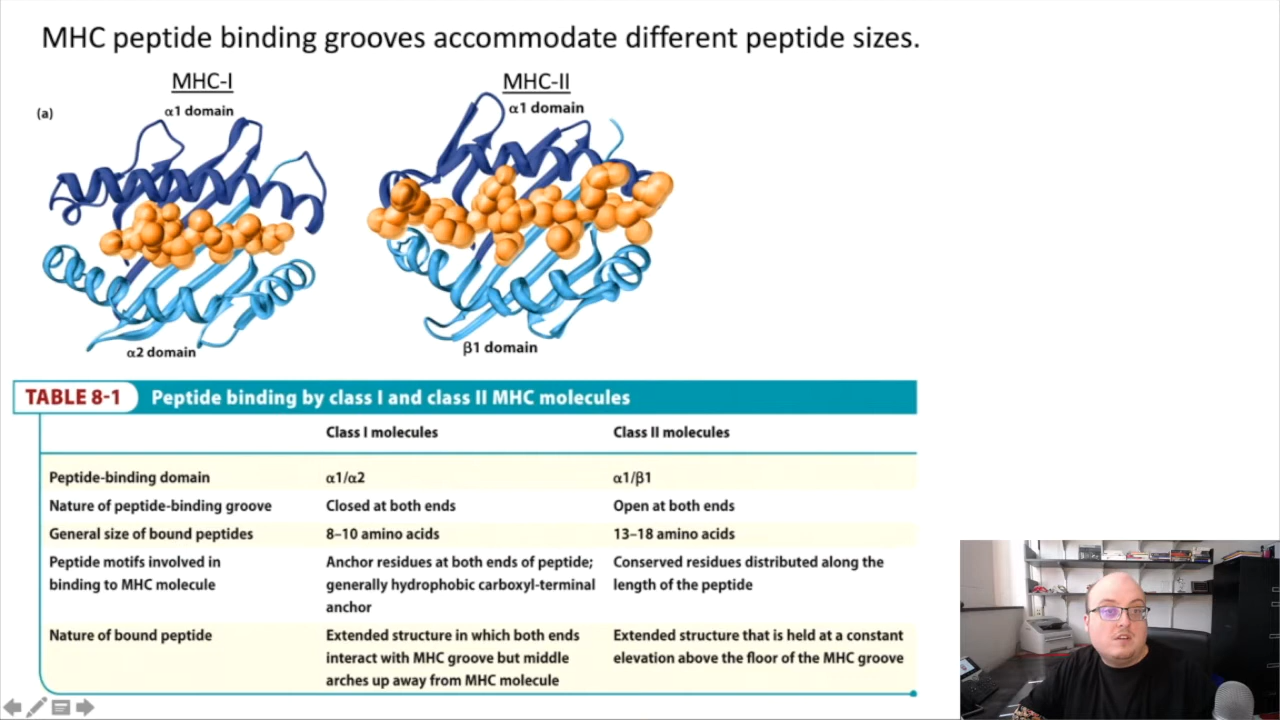 MHC peptide binding grooves accommodate different peptide sizes.
MHC-I
MHC-II
(a)
α1 domain
α1 domain
α2 domain
β1 domain
TABLE 8-1 Peptide binding by class I and class II MHC molecules
Class I molecules Class II molecules
Peptide-binding domain α1/α2 α1/β1
Nature of peptide-binding groove Closed at both ends Open at both ends
General size of bound peptides 8–10 amino acids 13–18 amino acids
Peptide motifs involved in Anchor residues at both ends of peptide; Conserved residues distributed along the
binding to MHC molecule generally hydrophobic carboxyl-terminal length of the peptide
anchor
Nature of bound peptide Extended structure in which both ends Extended structure that is held at a constant
interact with MHC groove but middle elevation above the floor of the MHC groove
arches up away from MHC molecule